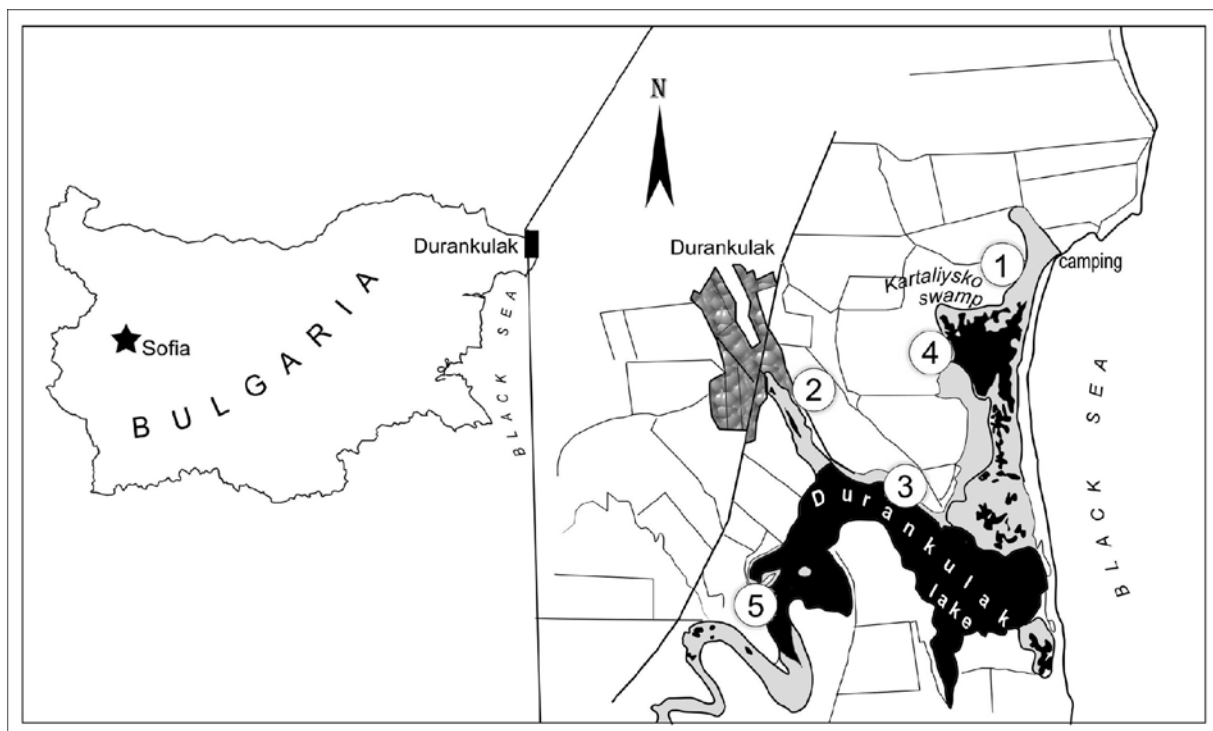 N
Durankulak
Durankulak
Sofia
BULGARIA
BLACK SEA
1
camping
Kartaliysko
swamp
4
2
3
Durankulak
lake
5
BLACK SEA